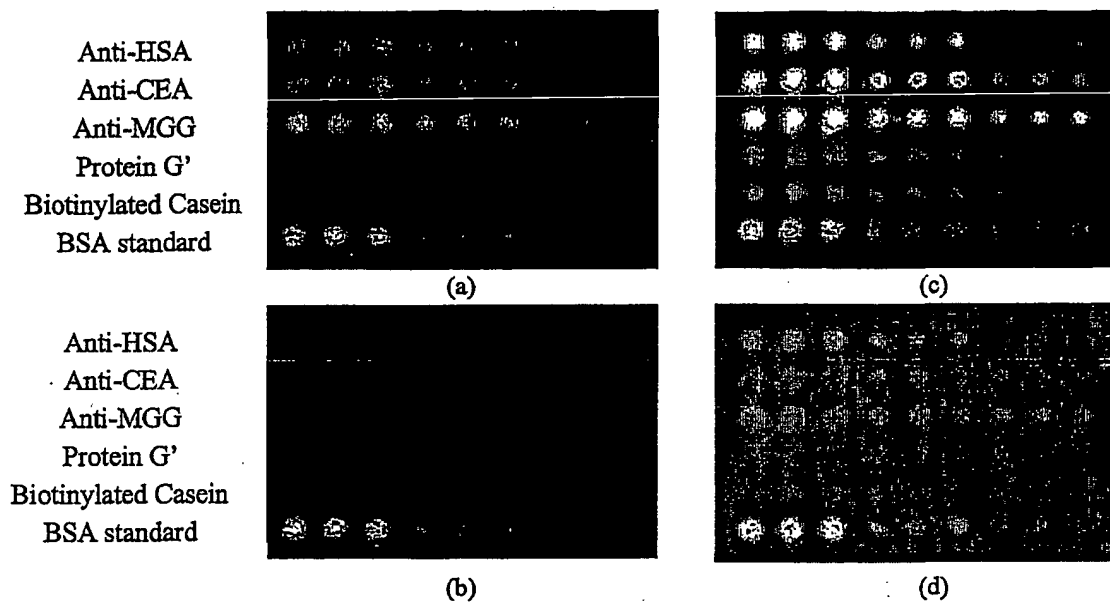 Anti-HSA
Anti-CEA
Anti-MGG
Protein G'
Biotinylated Casein
BSA standard
(a)
(c)
Anti-HSA
Anti-CEA
Anti-MGG
Protein G'
Biotinylated Casein
BSA standard
(b)
(d)